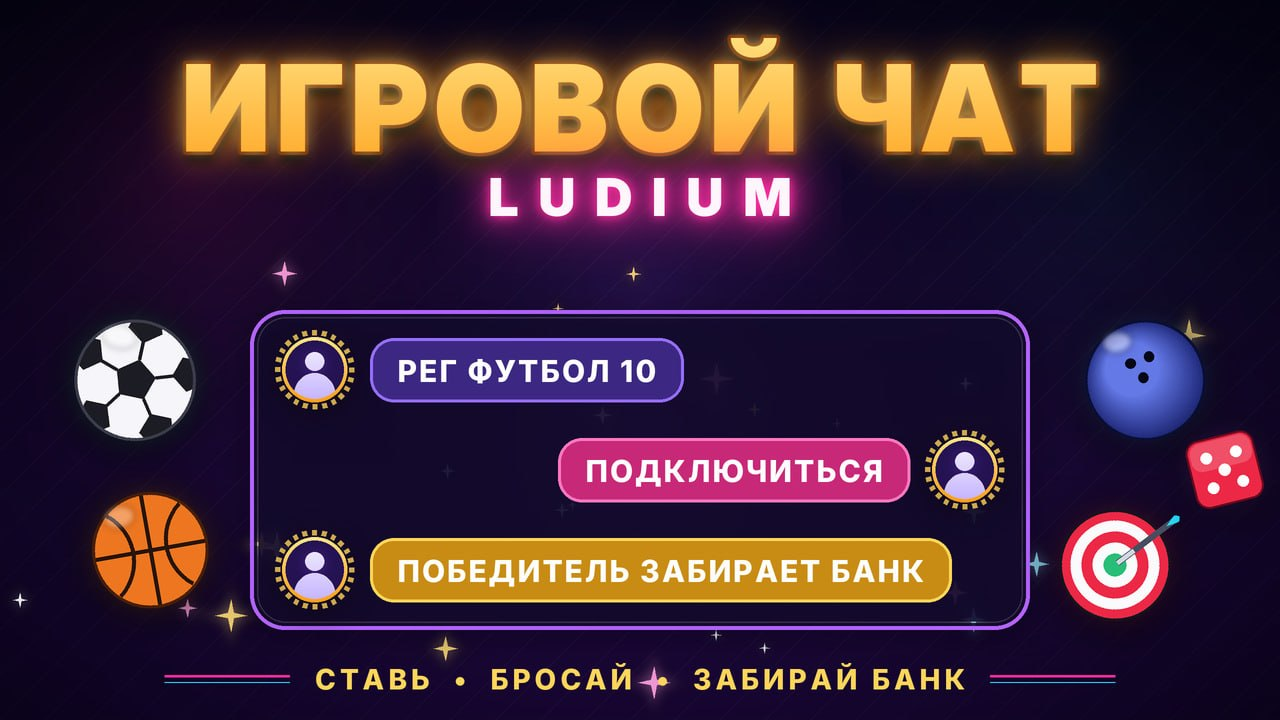 ИГРОВОЙ ЧАТ
LUDIUM
РЕГ ФУТБОЛ 10
ПОДКЛЮЧИТЬСЯ
ПОБЕДИТЕЛЬ ЗАБИРАЕТ БАНК
СТАВЬ • БРОСАЙ • ЗАБИРАЙ БАНК